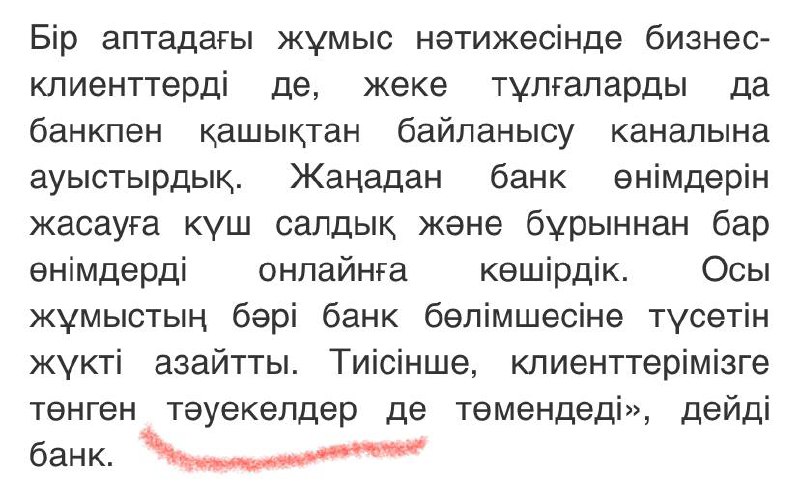 Бір аптадағы жұмыс нәтижесінде бизнес-
клиенттерді де, жеке тұлғаларды да
банкпен қашықтан байланысу каналына
ауыстырдық. Жаңадан банк өнімдерін
жасауға күш салдық және бұрыннан бар
өнімдерді онлайнға көшірдік. Осы
жұмыстың бәрі банк бөлімшесіне түсетін
жүкті азайтты. Тиісінше, клиенттерімізге
төнген тәуекелдер де төмендеді», дейді
банк.